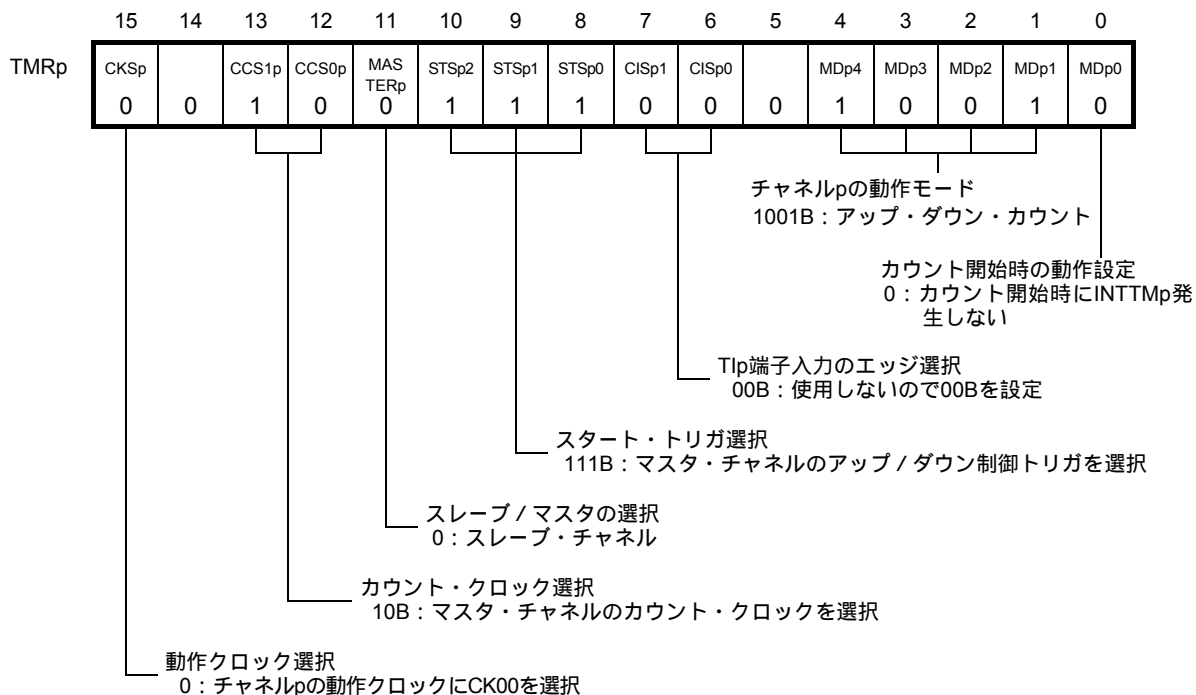 15 14 13 12 11 10 9 8 7 6 5 4 3 2 1 0
TMRp
CKSp CCS1p CCS0p MAS TERp STSp2 STSp1 STSp0 CISp1 CISp0 MDp4 MDp3 MDp2 MDp1 MDp0
0 0 1 0 0 1 1 1 0 0 0 1 0 0 1 0
チャネルpの動作モード
1001B:アップ・ダウン・カウント
カウント開始時の動作設定
0:カウント開始時にINTTMp発
生しない
TIp端子入力のエッジ選択
00B:使用しないので00Bを設定
スタート・トリガ選択
111B:マスタ・チャネルのアップ/ダウン制御トリガを選択
スレーブ/マスタの選択
0:スレーブ・チャネル
カウント・クロック選択
10B:マスタ・チャネルのカウント・クロックを選択
動作クロック選択
0:チャネルpの動作クロックにCK00を選択